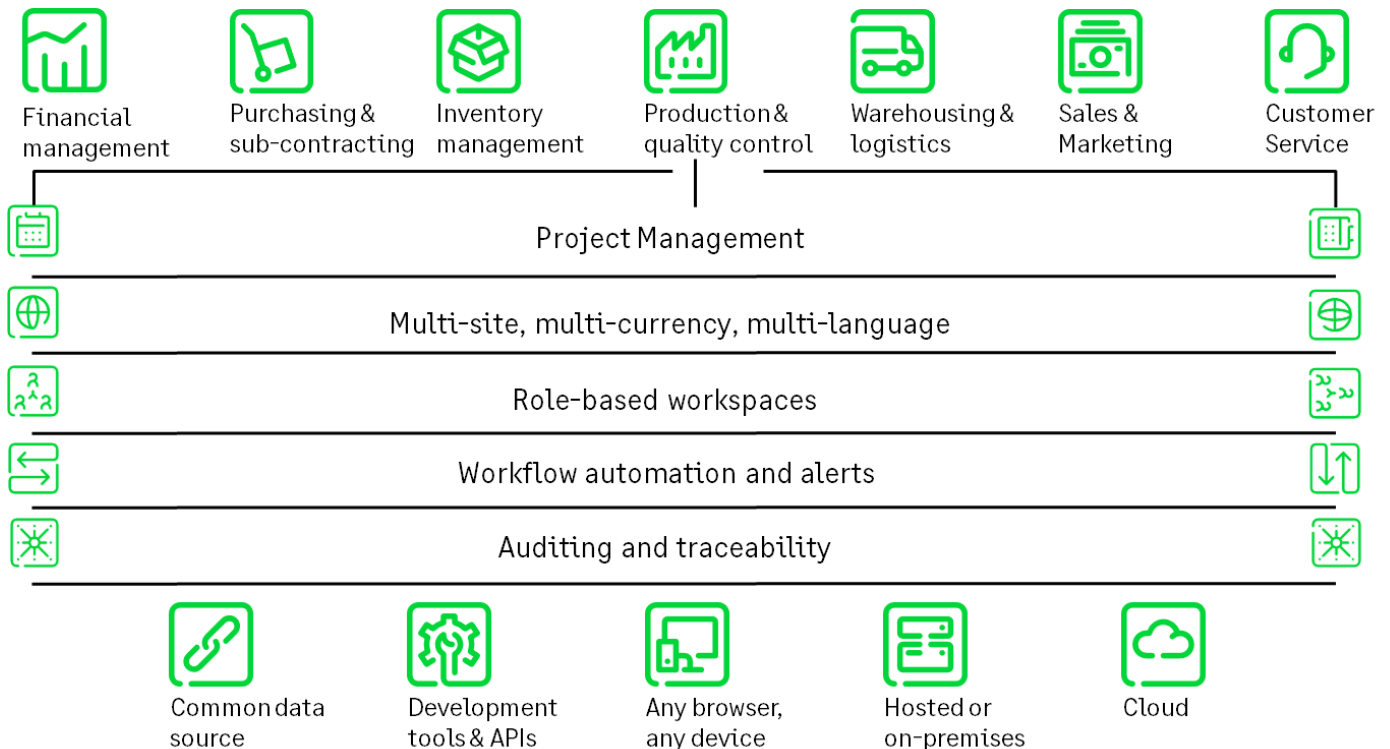 Financial
management
Purchasing &
sub-contracting
Inventory
management
Production &
quality control
Warehousing &
logistics
Sales &
Marketing
Customer
Service
Project Management
Multi-site, multi-currency, multi-language
Role-based workspaces
Workflow automation and alerts
Auditing and traceability
Common data
source
Development
tools & APIs
Any browser,
any device
Hosted or
on-premises
Cloud